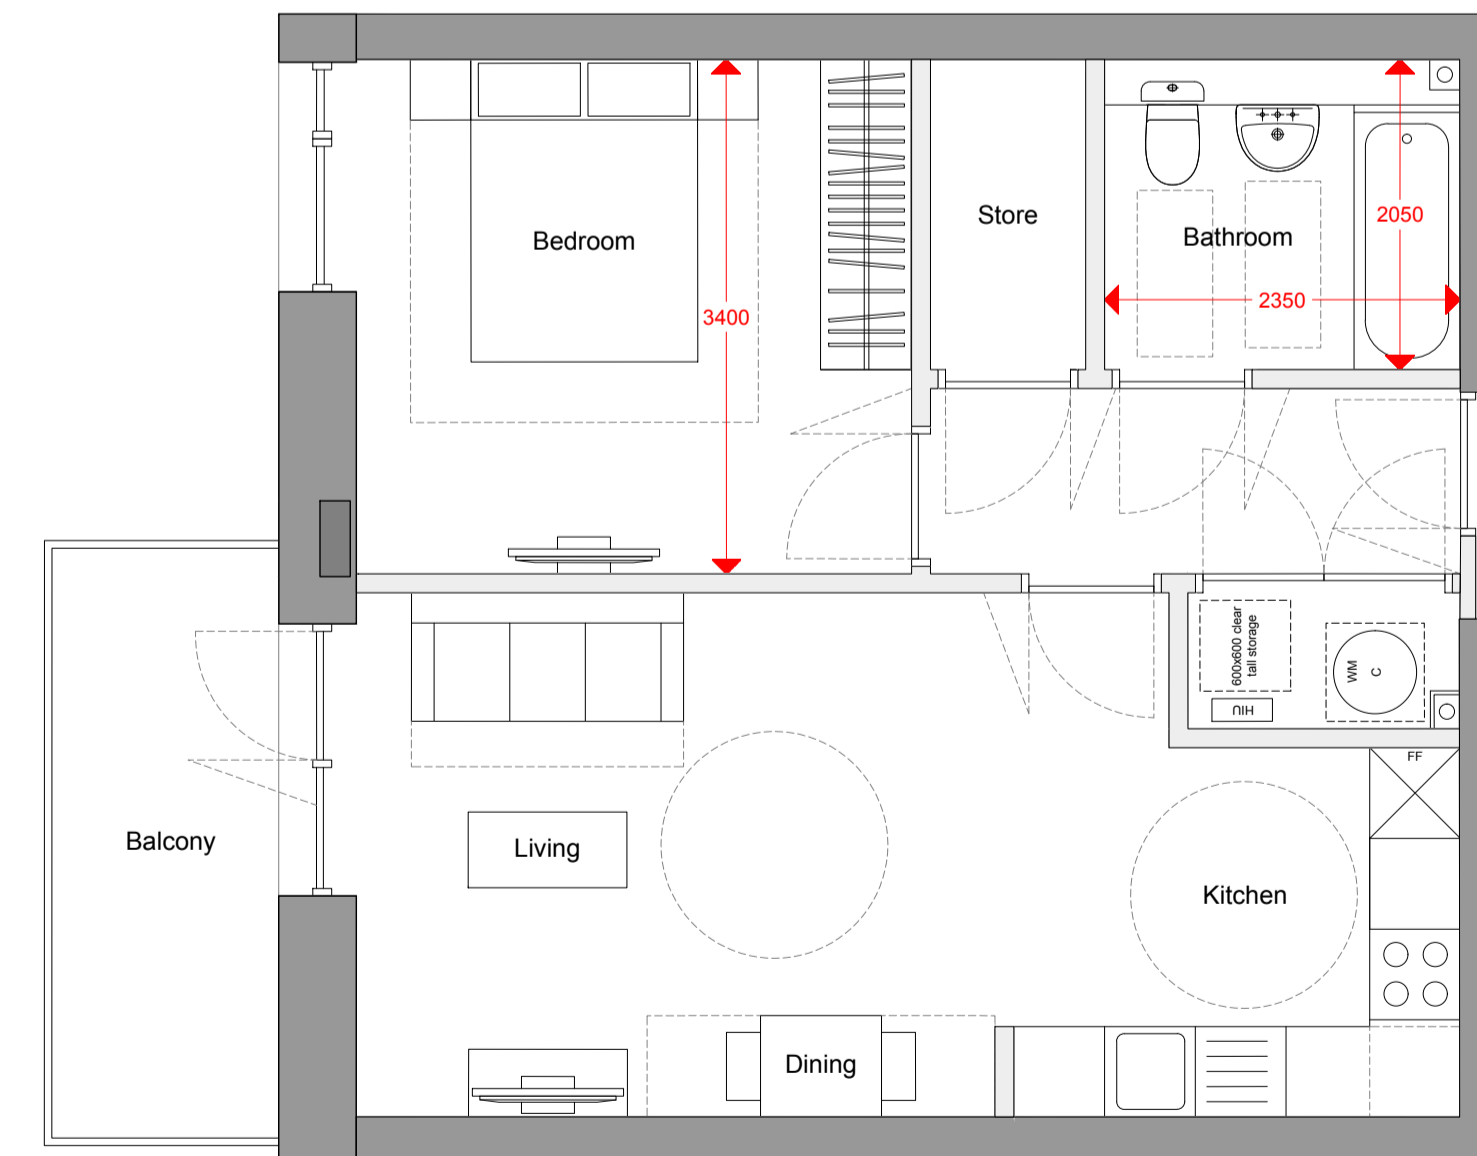 Store
2050
Bedroom
Bathroom
2350
3400
600x600 clear
tall storage
WM
C
HIU
FF
Balcony
Living
Kitchen
Dining